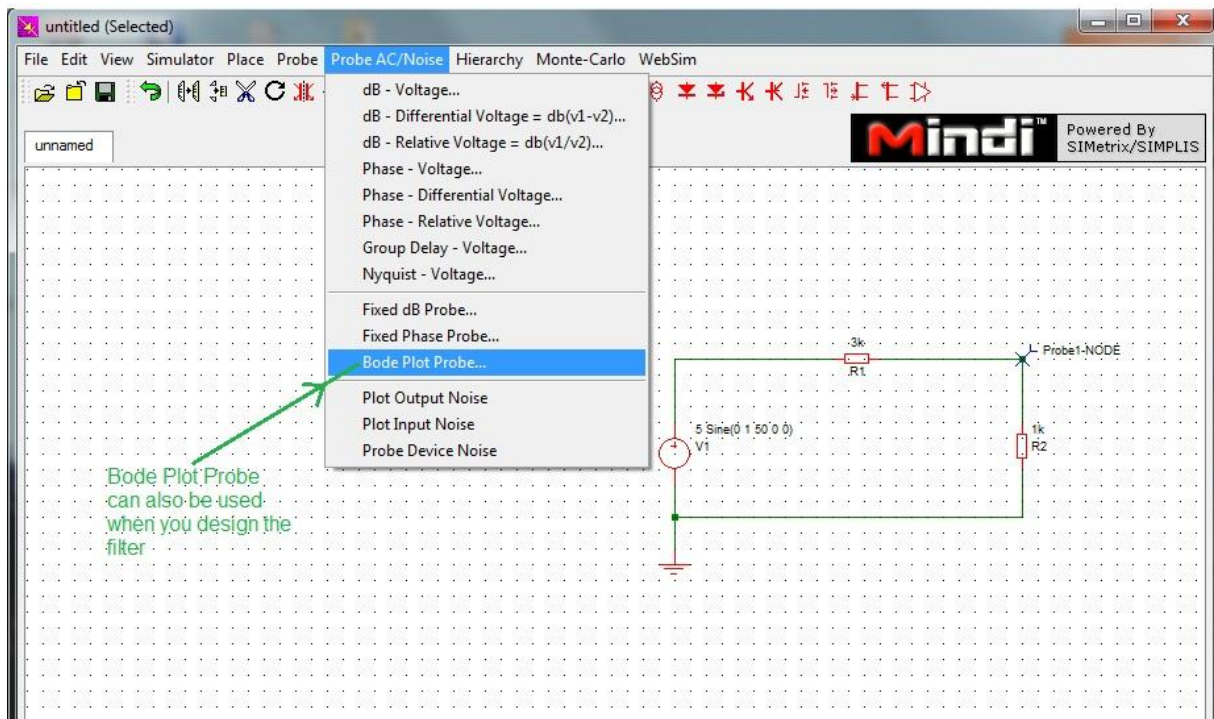 untitled (Selected)
File Edit View Simulator Place Probe Probe AC/Noise Hierarchy Monte-Carlo WebSim
unnamed
Mindi™
Powered By
SIMetrix/SIMPLIS
dB - Voltage...
dB - Differential Voltage = db(v1-v2)...
dB - Relative Voltage = db(v1/v2)...
Phase - Voltage...
Phase - Differential Voltage...
Phase - Relative Voltage...
Group Delay - Voltage...
Nyquist - Voltage...
Fixed dB Probe...
Fixed Phase Probe...
Bode Plot Probe...
Plot Output Noise
Plot Input Noise
Probe Device Noise
Bode Plot Probe
can also be used
when you design the
filter
3k
R1
Probe1-NODE
5 Sine(0 1 50 0 0)
V1
1k
R2